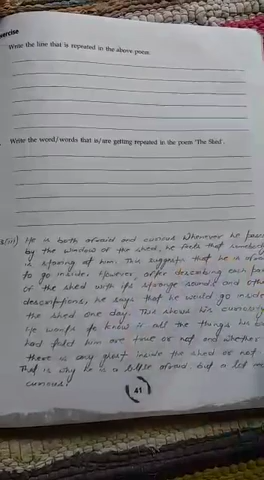 ercise
Write the line that is repeated in the above poem.
Write the word/words that is/are getting repeated in the poem 'The Shed'.
(iii) He is both afraid and curious. Whenever he passes
by the window of the shed, he feels that somebody
is staring at him. This suggests that he is afraid
to go inside. However, after describing each part
of the shed with its strange sounds and other
descriptions, he says that he would go inside
the shed one day. This shows his curiosity.
He wants to know if all the things his bro
had told him are true or not and whether
there is any ghost inside the shed or not.
That is why he is a little afraid but a lot more
curious.
41